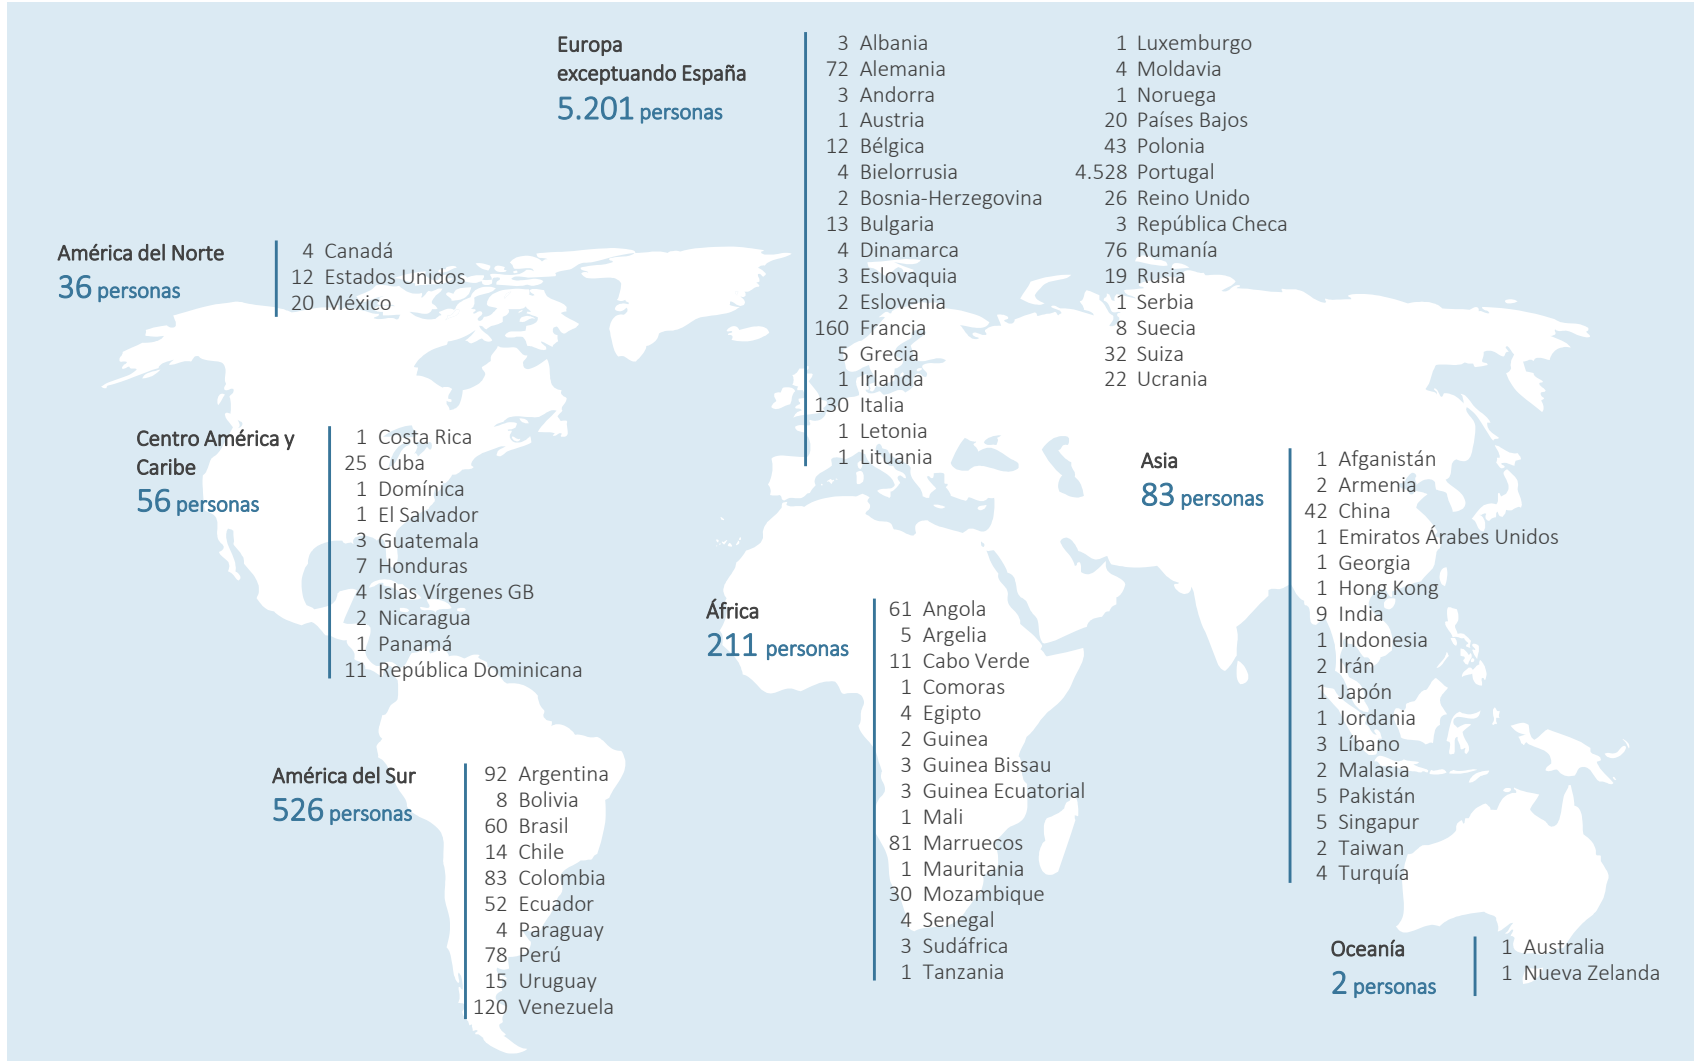 Europa
exceptuando España
5.201 personas
3 Albania
72 Alemania
3 Andorra
1 Austria
12 Bélgica
4 Bielorrusia
2 Bosnia-Herzegovina
13 Bulgaria
4 Dinamarca
3 Eslovaquia
2 Eslovenia
160 Francia
5 Grecia
1 Irlanda
130 Italia
1 Letonia
1 Lituania
1 Luxemburgo
4 Moldavia
1 Noruega
20 Países Bajos
43 Polonia
4.528 Portugal
26 Reino Unido
3 República Checa
76 Rumanía
19 Rusia
1 Serbia
8 Suecia
32 Suiza
22 Ucrania
América del Norte
36 personas
4 Canadá
12 Estados Unidos
20 México
Centro América y
Caribe
56 personas
1 Costa Rica
25 Cuba
1 Domínica
1 El Salvador
3 Guatemala
7 Honduras
4 Islas Vírgenes GB
2 Nicaragua
1 Panamá
11 República Dominicana
Asia
83 personas
1 Afganistán
2 Armenia
42 China
1 Emiratos Árabes Unidos
1 Georgia
1 Hong Kong
9 India
1 Indonesia
2 Irán
1 Japón
1 Jordania
3 Líbano
2 Malasia
5 Pakistán
5 Singapur
2 Taiwan
4 Turquía
África
211 personas
61 Angola
5 Argelia
11 Cabo Verde
1 Comoras
4 Egipto
2 Guinea
3 Guinea Bissau
3 Guinea Ecuatorial
1 Mali
81 Marruecos
1 Mauritania
30 Mozambique
4 Senegal
3 Sudáfrica
1 Tanzania
América del Sur
526 personas
92 Argentina
8 Bolivia
60 Brasil
14 Chile
83 Colombia
52 Ecuador
4 Paraguay
78 Perú
15 Uruguay
120 Venezuela
Oceanía
2 personas
1 Australia
1 Nueva Zelanda